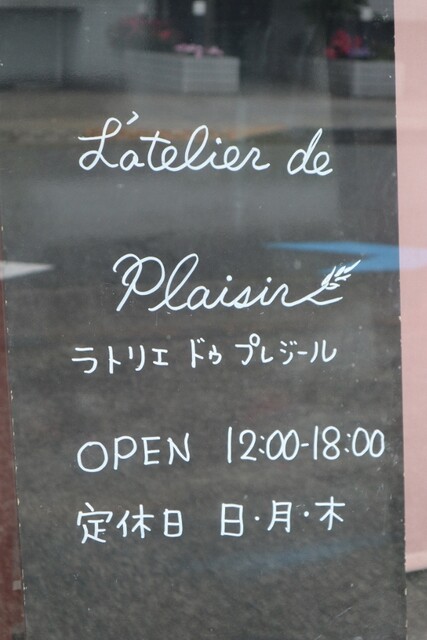 L'atelier de
Plaisir
ラトリエ ドゥ プレジール
OPEN 12:00-18:00
定休日 日・月・木